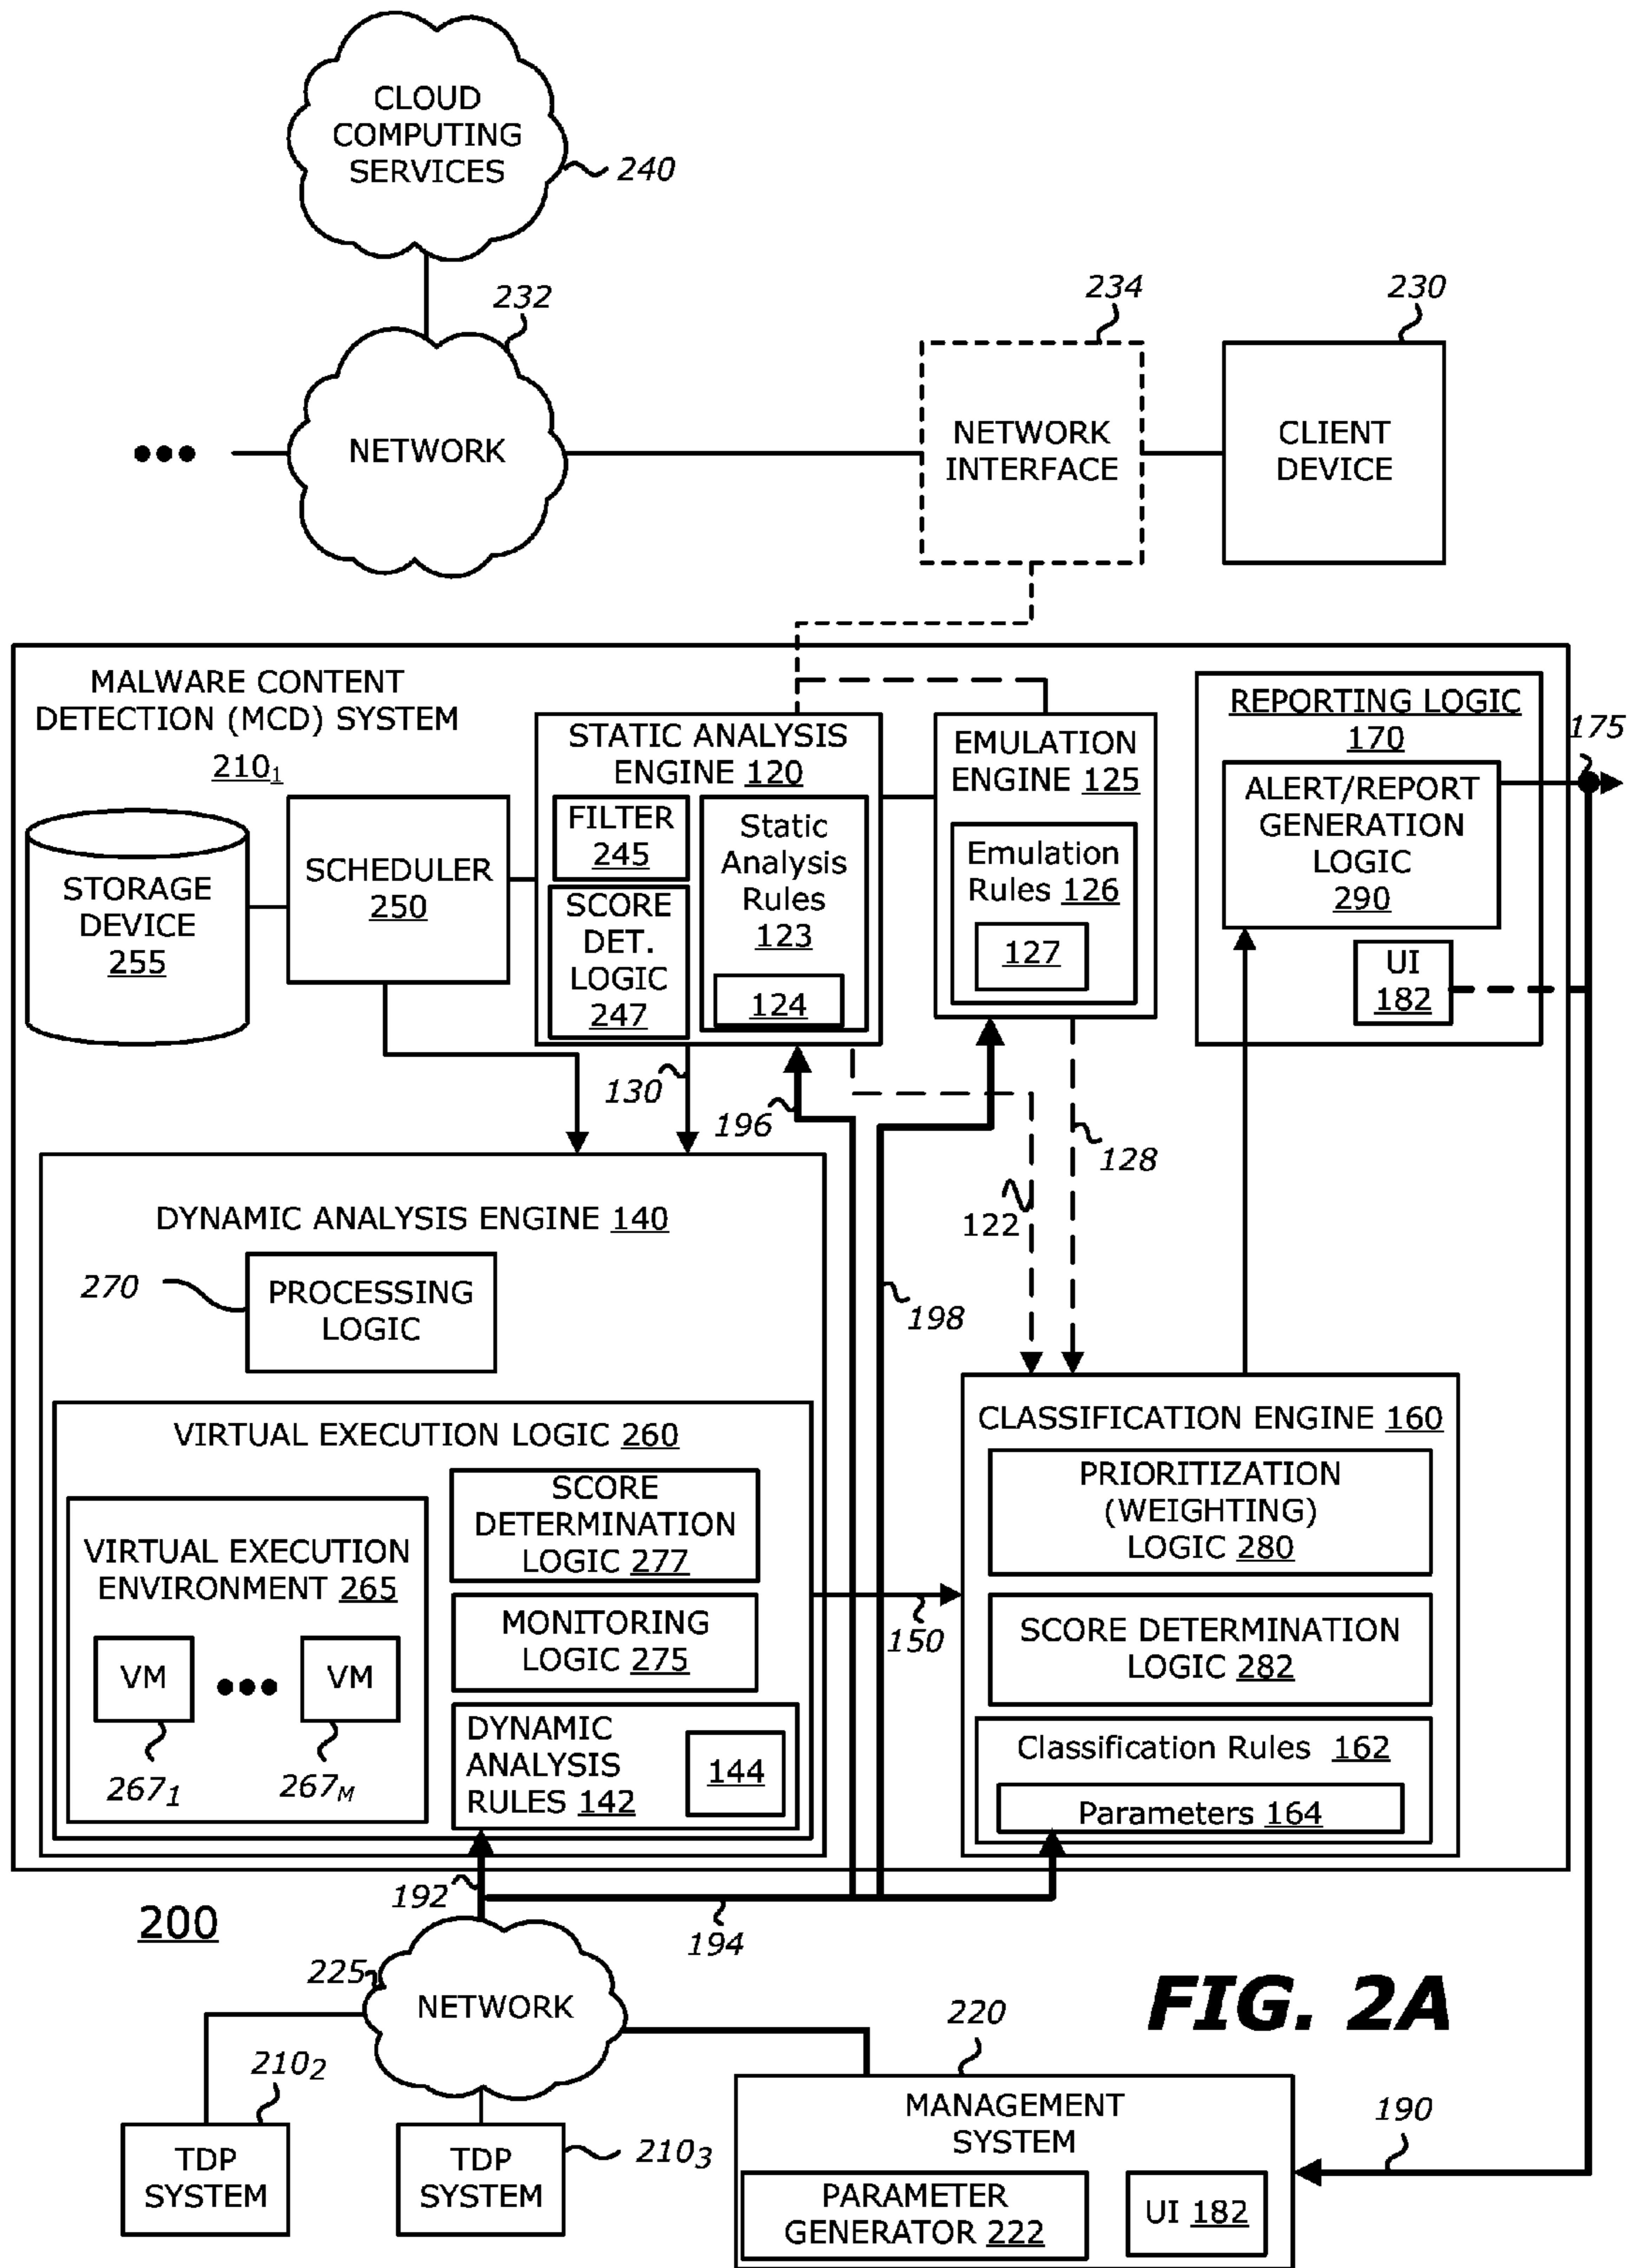 CLOUD
COMPUTING
SERVICES
240
232
234
230
NETWORK
NETWORK
INTERFACE
CLIENT
DEVICE
MALWARE CONTENT
DETECTION (MCD) SYSTEM
210₁
STORAGE
DEVICE
255
SCHEDULER
250
STATIC ANALYSIS
ENGINE 120
FILTER
245
SCORE
DET.
LOGIC
247
Static
Analysis
Rules
123
124
EMULATION
ENGINE 125
Emulation
Rules 126
127
REPORTING LOGIC
170
175
ALERT/REPORT
GENERATION
LOGIC
290
UI
182
130
196
128
122
198
DYNAMIC ANALYSIS ENGINE 140
270
PROCESSING
LOGIC
VIRTUAL EXECUTION LOGIC 260
VIRTUAL EXECUTION
ENVIRONMENT 265
VM
VM
267₁
267M
SCORE
DETERMINATION
LOGIC 277
MONITORING
LOGIC 275
DYNAMIC
ANALYSIS
RULES 142
144
150
CLASSIFICATION ENGINE 160
PRIORITIZATION
(WEIGHTING)
LOGIC 280
SCORE DETERMINATION
LOGIC 282
Classification Rules 162
Parameters 164
192
194
200
225
NETWORK
FIG. 2A
210₂
TDP
SYSTEM
210₃
TDP
SYSTEM
220
MANAGEMENT
SYSTEM
190
PARAMETER
GENERATOR 222
UI 182